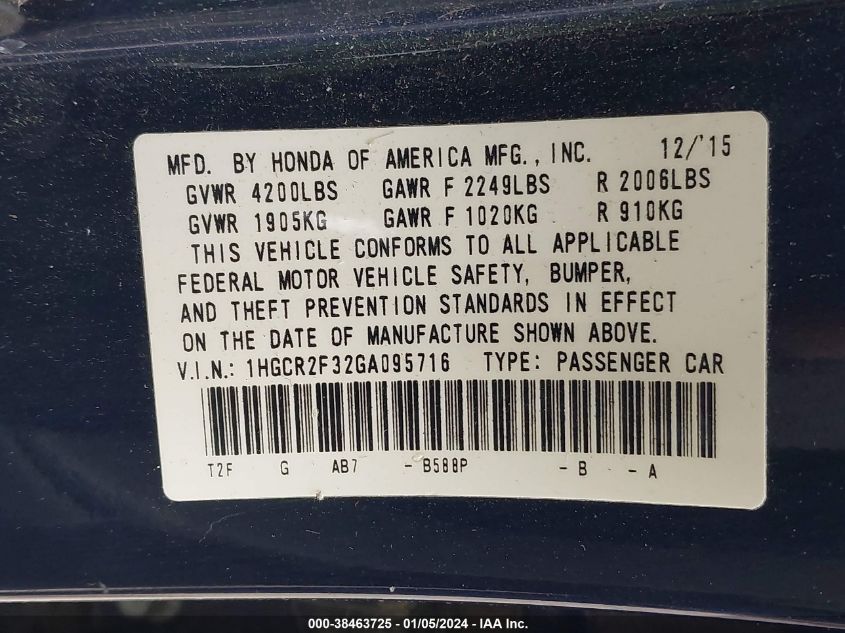 MFD. BY HONDA OF AMERICA MFG., INC. 12/'15
GVWR 4200LBS GAWR F 2249LBS R 2006LBS
GVWR 1905KG GAWR F 1020KG R 910KG
THIS VEHICLE CONFORMS TO ALL APPLICABLE
FEDERAL MOTOR VEHICLE SAFETY, BUMPER,
AND THEFT PREVENTION STANDARDS IN EFFECT
ON THE DATE OF MANUFACTURE SHOWN ABOVE.
V.I.N.: 1HGCR2F32GA095716 TYPE: PASSENGER CAR
T2F G AB7 - B588P - B - A
000-38463725 - 01/05/2024 - IAA Inc.